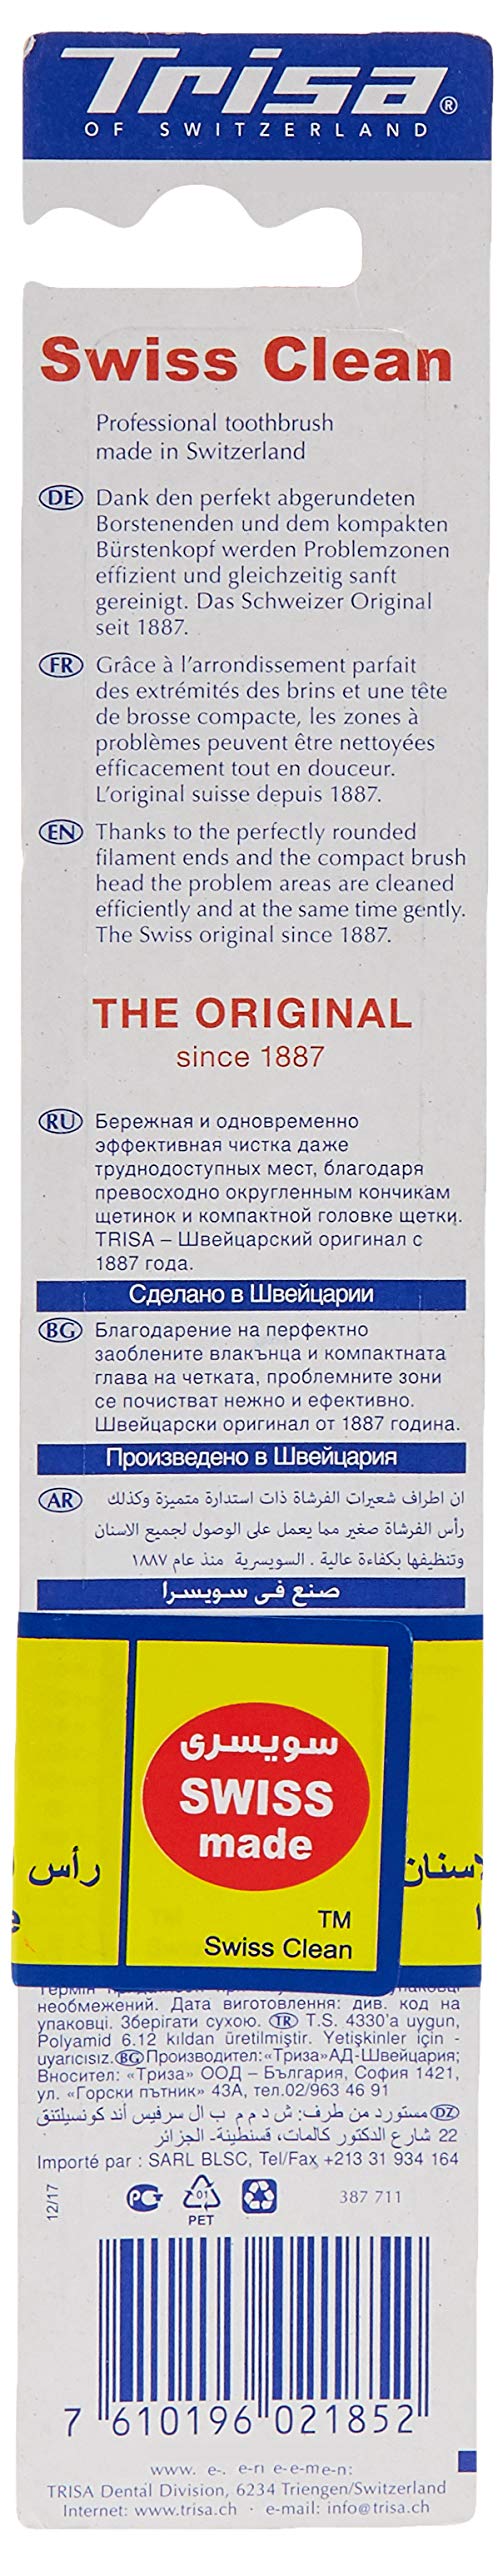 Trisa®
OF SWITZERLAND
Swiss Clean
Professional toothbrush
made in Switzerland
DE Dank den perfekt abgerundeten
Borstenenden und dem kompakten
Bürstenkopf werden Problemzonen
effizient und gleichzeitig sanft
gereinigt. Das Schweizer Original
seit 1887.
FR Grâce à l'arrondissement parfait
des extrémités des brins et une tête
de brosse compacte, les zones à
problèmes peuvent être nettoyées
efficacement tout en douceur.
L'original suisse depuis 1887.
EN Thanks to the perfectly rounded
filament ends and the compact brush
head the problem areas are cleaned
efficiently and at the same time gently.
The Swiss original since 1887.
THE ORIGINAL
since 1887
RU Бережная и одновременно
эффективная чистка даже
труднодоступных мест, благодаря
превосходно округленным кончикам
щетинок и компактной головке щетки.
TRISA – Швейцарский оригинал с
1887 года.
Сделано в Швейцарии
BG Благодарение на перфектно
заоблените влакънца и компактната
глава на четката, проблемните зони
се почистват нежно и ефективно.
Швейцарски оригинал от 1887 година.
Произведено в Швейцария
AR ان اطراف شعيرات الفرشاة ذات استدارة متميزة وكذلك
رأس الفرشاة صغير مما يعمل على الوصول لجميع الاسنان
وتنظيفها بكفاءة عالية . السويسرية منذ عام ١٨٨٧
صنع فى سويسرا
سويسرى
SWISS
made
رأس
TM
Swiss Clean
необмежений. Дата виготовлення: див. код на
упаковці. Зберігати сухою. TR T.S. 4330'a uygun,
Polyamid 6.12 kıldan üretilmiştir. Yetişkinler için -
uyarıcısız. BG Производител: «Триза» АД-Швейцария;
Вносител: «Триза» ООД – България, София 1421,
ул. «Горски пътник» 43А, тел.02/963 46 91
DZ مستورد من طرف: ش د م م ب ال سرفيس أند كونسيلتنق
22 شارع الدكتور كالمات، قسنطينة- الجزائر
Importé par : SARL BLSC, Tel/Fax +213 31 934 164
12/17
01
PET
387 711
7 610196 021852
TRISA Dental Division, 6234 Triengen/Switzerland
Internet: www.trisa.ch · e-mail: info@trisa.ch